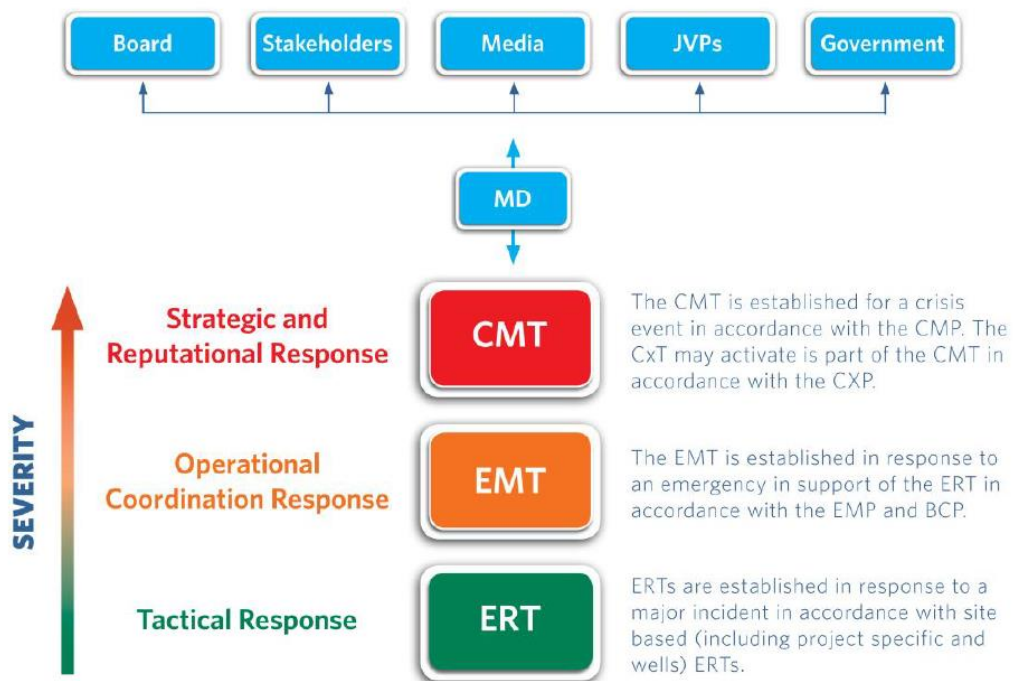 Board
Stakeholders
Media
JVPs
Government
MD
SEVERITY
Strategic and
Reputational Response
CMT
The CMT is established for a crisis
event in accordance with the CMP. The
CxT may activate is part of the CMT in
accordance with the CXP.
Operational
Coordination Response
EMT
The EMT is established in response to
an emergency in support of the ERT in
accordance with the EMP and BCP.
Tactical Response
ERT
ERTs are established in response to a
major incident in accordance with site
based (including project specific and
wells) ERTs.